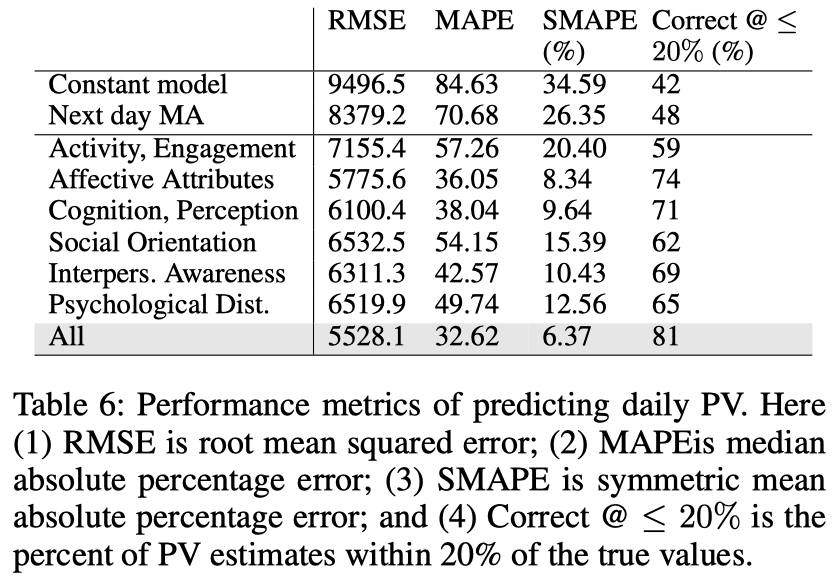 RMSE MAPE SMAPE (%) Correct @ ≤ 20% (%)
Constant model 9496.5 84.63 34.59 42
Next day MA 8379.2 70.68 26.35 48
Activity, Engagement 7155.4 57.26 20.40 59
Affective Attributes 5775.6 36.05 8.34 74
Cognition, Perception 6100.4 38.04 9.64 71
Social Orientation 6532.5 54.15 15.39 62
Interpers. Awareness 6311.3 42.57 10.43 69
Psychological Dist. 6519.9 49.74 12.56 65
All 5528.1 32.62 6.37 81
Table 6: Performance metrics of predicting daily PV. Here
(1) RMSE is root mean squared error; (2) MAPEis median
absolute percentage error; (3) SMAPE is symmetric mean
absolute percentage error; and (4) Correct @ ≤ 20% is the
percent of PV estimates within 20% of the true values.